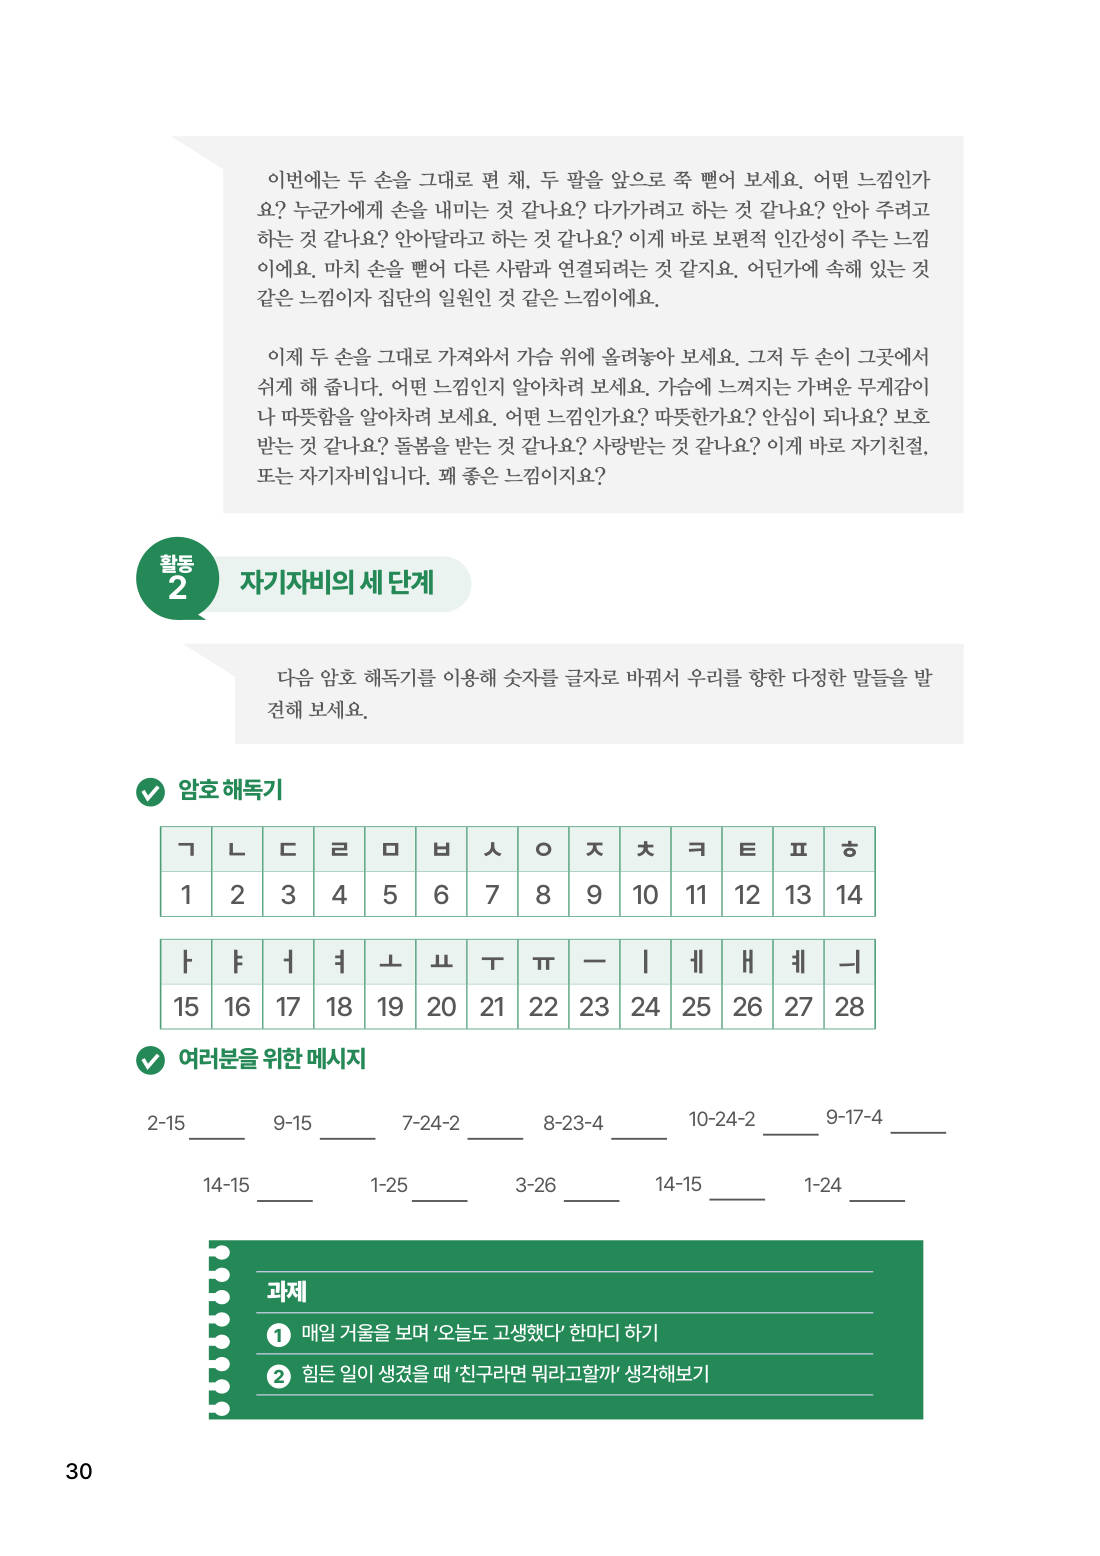 이번에는 두 손을 그대로 편 채, 두 팔을 앞으로 쭉 뻗어 보세요. 어떤 느낌인가
요? 누군가에게 손을 내미는 것 같나요? 다가가려고 하는 것 같나요? 안아 주려고
하는 것 같나요? 안아달라고 하는 것 같나요? 이게 바로 보편적 인간성이 주는 느낌
이에요. 마치 손을 뻗어 다른 사람과 연결되려는 것 같지요. 어딘가에 속해 있는 것
같은 느낌이자 집단의 일원인 것 같은 느낌이에요.
이제 두 손을 그대로 가져와서 가슴 위에 올려놓아 보세요. 그저 두 손이 그곳에서
쉬게 해 줍니다. 어떤 느낌인지 알아차려 보세요. 가슴에 느껴지는 가벼운 무게감이
나 따뜻함을 알아차려 보세요. 어떤 느낌인가요? 따뜻한가요? 안심이 되나요? 보호
받는 것 같나요? 돌봄을 받는 것 같나요? 사랑받는 것 같나요? 이게 바로 자기친절,
또는 자기자비입니다. 꽤 좋은 느낌이지요?
활동
2
자기자비의 세 단계
다음 암호 해독기를 이용해 숫자를 글자로 바꿔서 우리를 향한 다정한 말들을 발
견해 보세요.
암호 해독기
ㄱ ㄴ ㄷ ㄹ ㅁ ㅂ ㅅ ㅇ ㅈ ㅊ ㅋ ㅌ ㅍ ㅎ
1 2 3 4 5 6 7 8 9 10 11 12 13 14
ㅏ ㅑ ㅓ ㅕ ㅗ ㅛ ㅜ ㅠ ㅡ ㅣ ㅔ ㅐ ㅖ ㅢ
15 16 17 18 19 20 21 22 23 24 25 26 27 28
여러분을 위한 메시지
2-15 9-15 7-24-2 8-23-4 10-24-2 9-17-4
14-15 1-25 3-26 14-15 1-24
과제
1 매일 거울을 보며 ‘오늘도 고생했다’ 한마디 하기
2 힘든 일이 생겼을 때 ‘친구라면 뭐라고할까’ 생각해보기
30